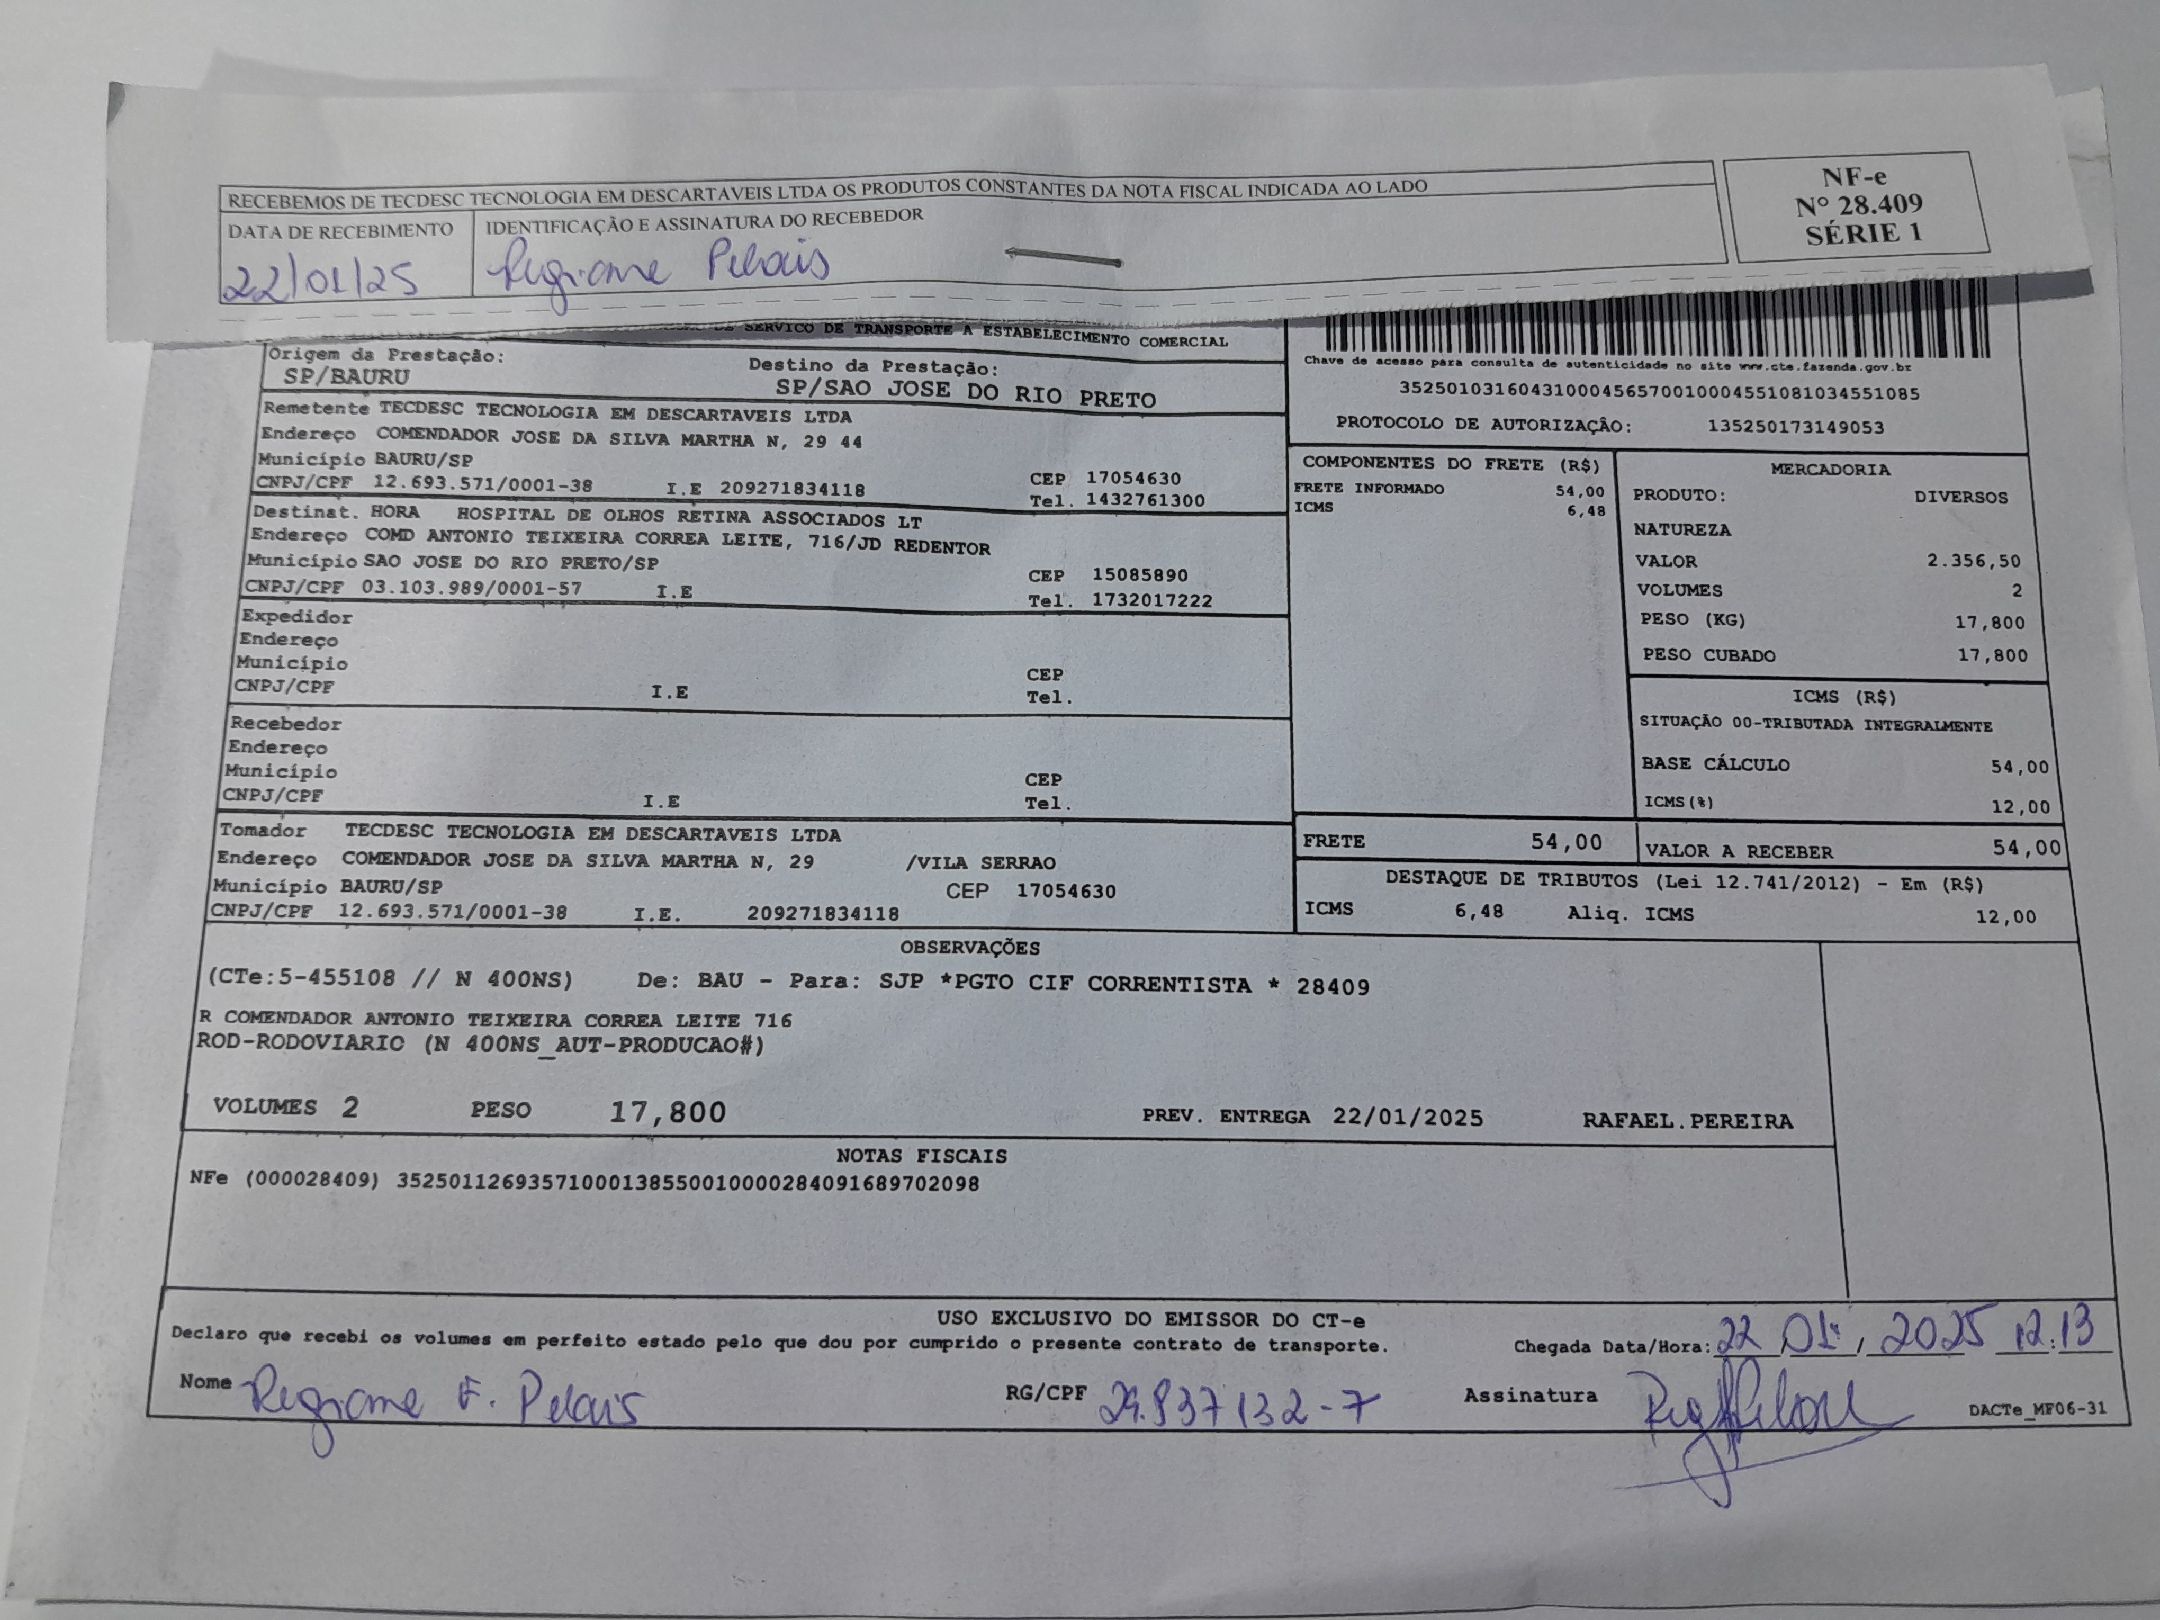 RECEBEMOS DE TECDESC TECNOLOGIA EM DESCARTAVEIS LTDA OS PRODUTOS CONSTANTES DA NOTA FISCAL INDICADA AO LADO
DATA DE RECEBIMENTO IDENTIFICAÇÃO E ASSINATURA DO RECEBEDOR
22/01/25 Regiane Pelais
NF-e
Nº 28.409
SÉRIE 1
DE SERVICO DE TRANSPORTE A ESTABELECIMENTO COMERCIAL
Origem da Prestação: Destino da Prestação:
SP/BAURU SP/SAO JOSE DO RIO PRETO
Chave de acesso para consulta de autenticidade no site www.cte.fazenda.gov.br
35250103160431000456570010004551081034551085
PROTOCOLO DE AUTORIZAÇÃO: 135250173149053
Remetente TECDESC TECNOLOGIA EM DESCARTAVEIS LTDA
Endereço COMENDADOR JOSE DA SILVA MARTHA N, 29 44
Município BAURU/SP CEP 17054630
CNPJ/CPF 12.693.571/0001-38 I.E 209271834118 Tel. 1432761300
Destinat. HORA HOSPITAL DE OLHOS RETINA ASSOCIADOS LT
Endereço COMD ANTONIO TEIXEIRA CORREA LEITE, 716/JD REDENTOR
Município SAO JOSE DO RIO PRETO/SP CEP 15085890
CNPJ/CPF 03.103.989/0001-57 I.E Tel. 1732017222
Expedidor
Endereço
Município CEP
CNPJ/CPF I.E Tel.
Recebedor
Endereço
Município CEP
CNPJ/CPF I.E Tel.
Tomador TECDESC TECNOLOGIA EM DESCARTAVEIS LTDA
Endereço COMENDADOR JOSE DA SILVA MARTHA N, 29 /VILA SERRAO
Município BAURU/SP CEP 17054630
CNPJ/CPF 12.693.571/0001-38 I.E. 209271834118
COMPONENTES DO FRETE (R$)
FRETE INFORMADO 54,00
ICMS 6,48
MERCADORIA
PRODUTO: DIVERSOS
NATUREZA
VALOR 2.356,50
VOLUMES 2
PESO (KG) 17,800
PESO CUBADO 17,800
ICMS (R$)
SITUAÇÃO 00-TRIBUTADA INTEGRALMENTE
BASE CÁLCULO 54,00
ICMS(%) 12,00
FRETE 54,00 VALOR A RECEBER 54,00
DESTAQUE DE TRIBUTOS (Lei 12.741/2012) - Em (R$)
ICMS 6,48 Aliq. ICMS 12,00
OBSERVAÇÕES
(CTe:5-455108 // N 400NS) De: BAU - Para: SJP *PGTO CIF CORRENTISTA * 28409
R COMENDADOR ANTONIO TEIXEIRA CORREA LEITE 716
ROD-RODOVIARIO (N 400NS_AUT-PRODUCAO#)
VOLUMES 2 PESO 17,800 PREV. ENTREGA 22/01/2025 RAFAEL.PEREIRA
NOTAS FISCAIS
NFe (000028409) 35250112693571000138550010000284091689702098
USO EXCLUSIVO DO EMISSOR DO CT-e
Declaro que recebi os volumes em perfeito estado pelo que dou por cumprido o presente contrato de transporte. Chegada Data/Hora: 22 01, 2025 12:13
Nome Regiane F. Pelais RG/CPF 29.837132-7 Assinatura
DACTe_MF06-31